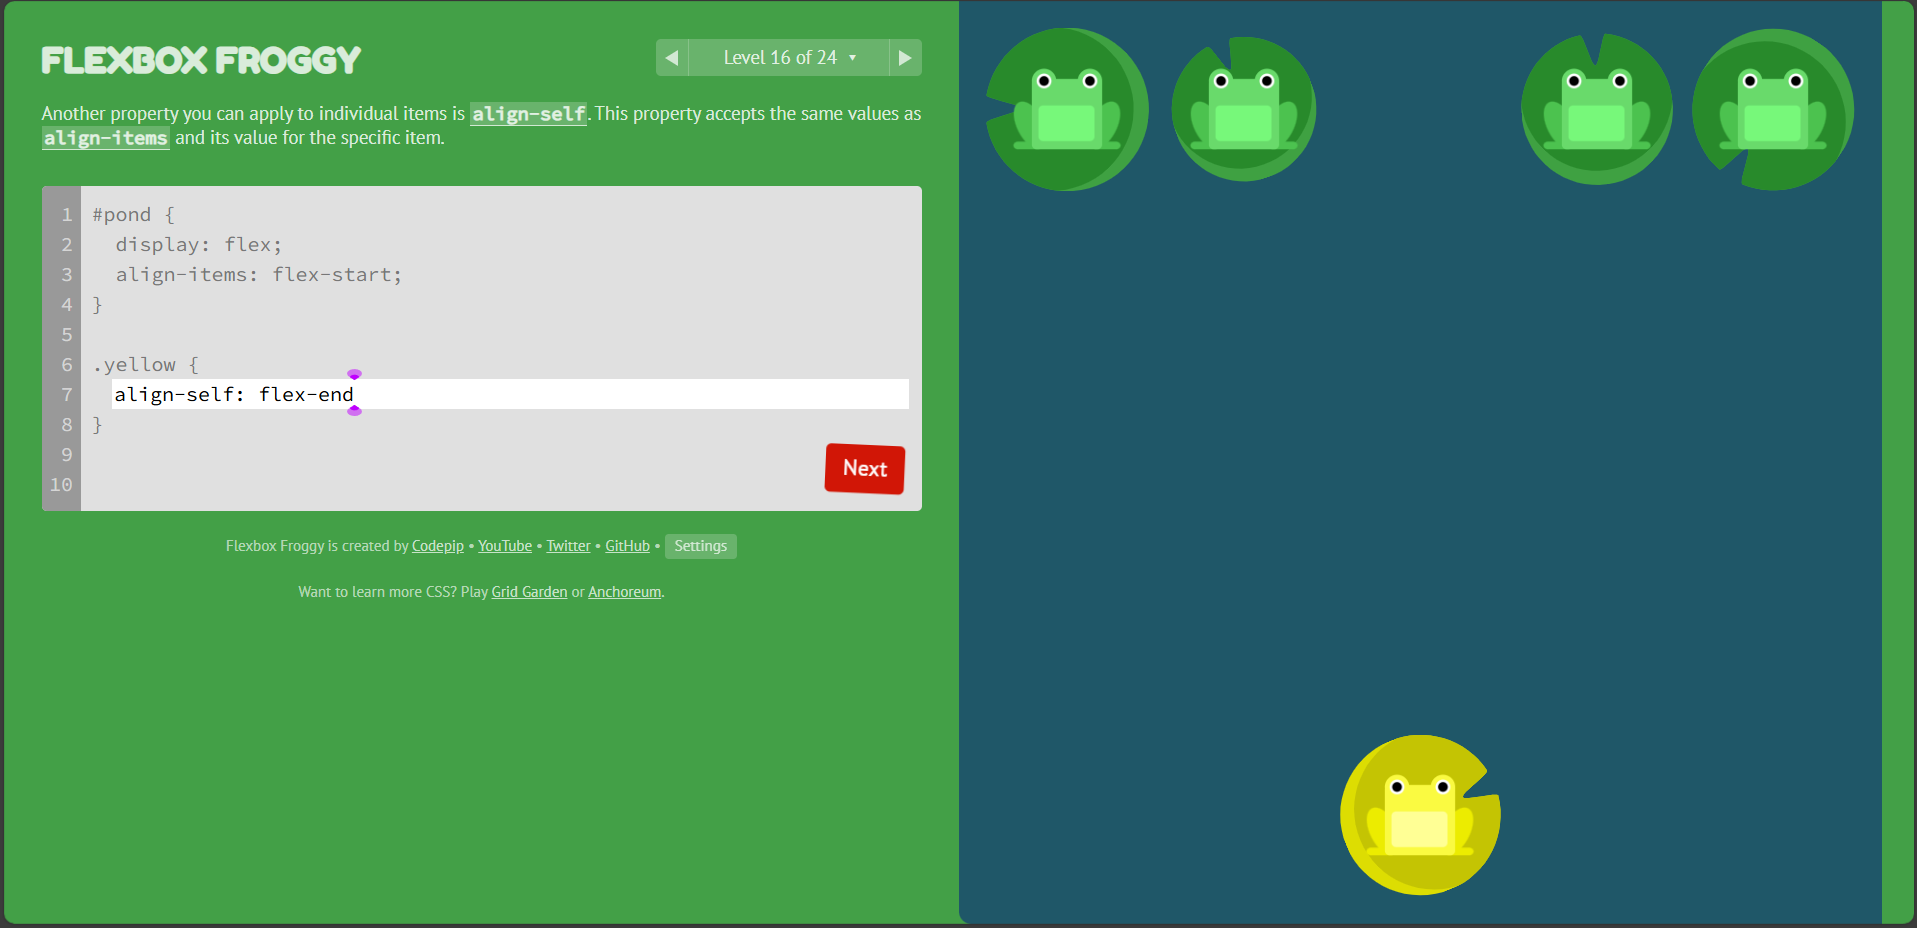 FLEXBOX FROGGY
◀ Level 16 of 24 ▾ ▶
Another property you can apply to individual items is align-self. This property accepts the same values as
align-items and its value for the specific item.
1 #pond {
2   display: flex;
3   align-items: flex-start;
4 }
5
6 .yellow {
7   align-self: flex-end
8 }
9
10
Next
Flexbox Froggy is created by Codepip • YouTube • Twitter • GitHub • Settings
Want to learn more CSS? Play Grid Garden or Anchoreum.